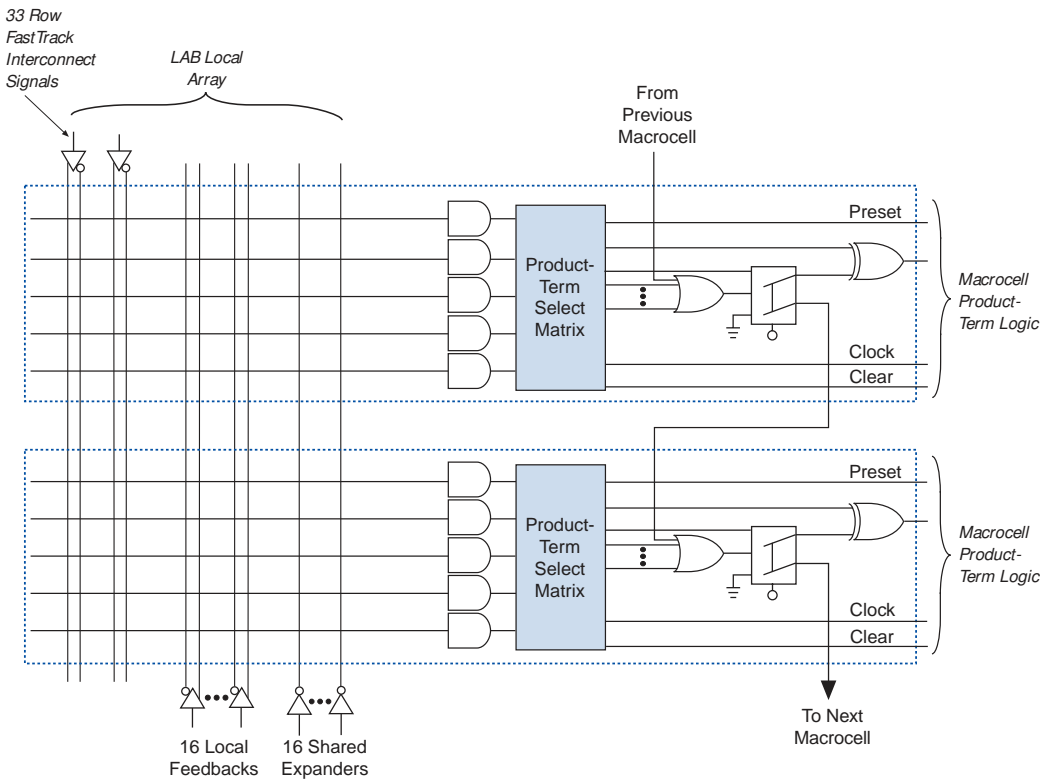 33 Row
FastTrack
Interconnect
Signals
LAB Local
Array
From
Previous
Macrocell
Product-
Term
Select
Matrix
Preset
Clock
Clear
Macrocell
Product-
Term Logic
Product-
Term
Select
Matrix
Preset
Clock
Clear
Macrocell
Product-
Term Logic
16 Local
Feedbacks
16 Shared
Expanders
To Next
Macrocell